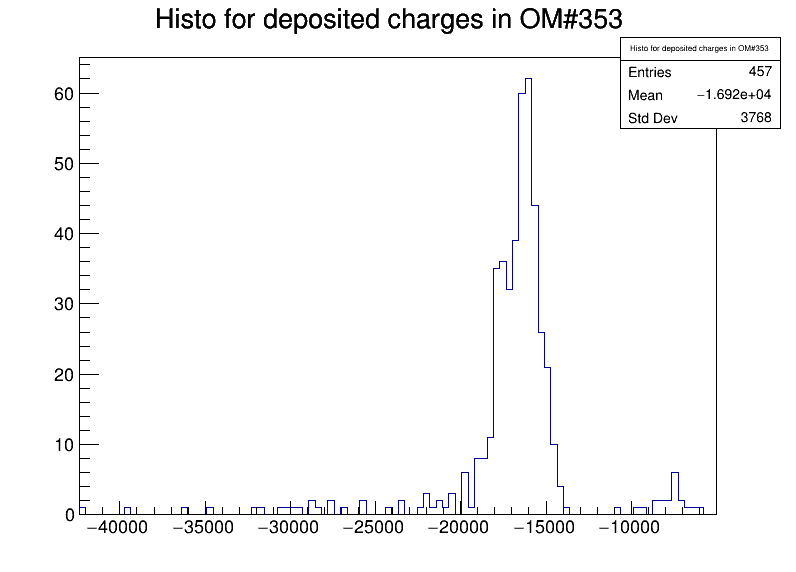 Histo for deposited charges in OM#353
Histo for deposited charges in OM#353
Entries 457
Mean −1.692e+04
Std Dev 3768
60
50
40
30
20
10
0
−40000 −35000 −30000 −25000 −20000 −15000 −10000